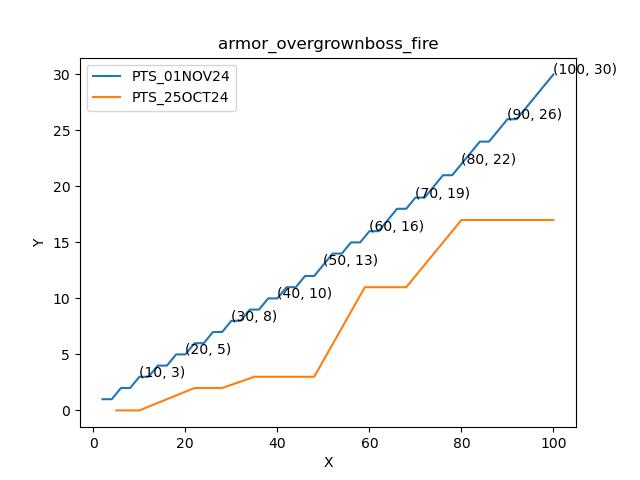 armor_overgrownboss_fire
PTS_01NOV24
PTS_25OCT24
(100, 30)
(90, 26)
(80, 22)
(70, 19)
(60, 16)
(50, 13)
(40, 10)
(30, 8)
(20, 5)
(10, 3)
Y
30
25
20
15
10
5
0
0 20 40 60 80 100
X